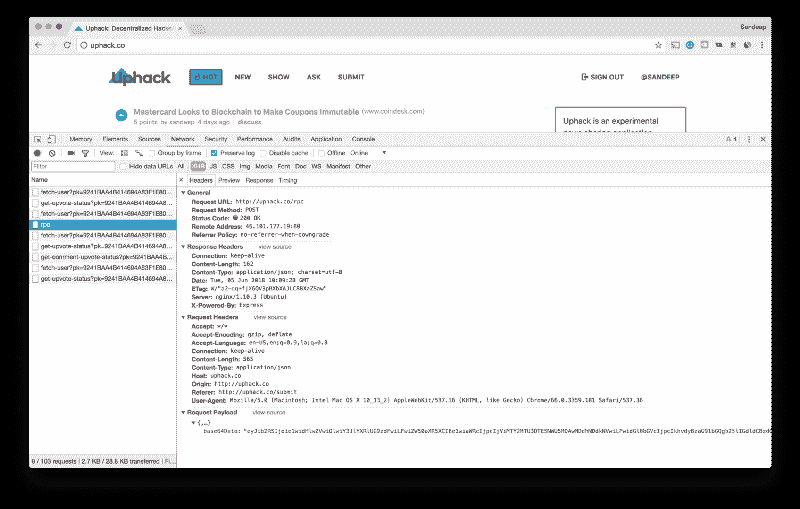 Uphack: Decentralized Hacke
Sandeep
uphack.co
Uphack
HOT NEW SHOW ASK SUBMIT SIGN OUT @SANDEEP
Mastercard Looks to Blockchain to Make Coupons Immutable (www.coindesk.com)
5 points by sandeep 4 days ago | discuss
Uphack is an experimental
Memory Elements Sources Network Security Performance Audits Application Console
View: Group by frame Preserve log Disable cache Offline Online
Filter Hide data URLs All XHR JS CSS Img Media Font Doc WS Manifest Other
Name Headers Preview Response Timing
fetch-user?pk=9241BAA4B414694A83F1E80...
get-upvote-status?pk=9241BAA4B414694A8...
fetch-user?pk=9241BAA4B414694A83F1E80...
rpc
fetch-user?pk=9241BAA4B414694A83F1E80...
get-upvote-status?pk=9241BAA4B414694A8...
get-comment-upvote-status?pk=9241BAA4...
fetch-user?pk=9241BAA4B414694A83F1E80...
get-upvote-status?pk=9241BAA4B414694A8...
9 / 103 requests | 2.7 KB / 28.6 KB transferred | Fi...
General
Request URL: http://uphack.co/rpc
Request Method: POST
Status Code: 200 OK
Remote Address: 46.101.177.19:80
Referrer Policy: no-referrer-when-downgrade
Response Headers view source
Connection: keep-alive
Content-Length: 162
Content-Type: application/json; charset=utf-8
Date: Tue, 05 Jun 2018 10:09:28 GMT
ETag:
Server: nginx/1.10.3 (Ubuntu)
X-Powered-By: Express
Request Headers view source
Accept: */*
Accept-Encoding: gzip, deflate
Accept-Language: en-US,en;q=0.9,la;q=0.8
Connection: keep-alive
Content-Length: 565
Content-Type: application/json
Host: uphack.co
Origin: http://uphack.co
Referer: http://uphack.co/submit
User-Agent: Mozilla/5.0 (Macintosh; Intel Mac OS X 10_13_2) AppleWebKit/537.36 (KHTML, like Gecko) Chrome/66.0.3359.181 Safari/537.36
Request Payload view source
{,…}
base64Data: